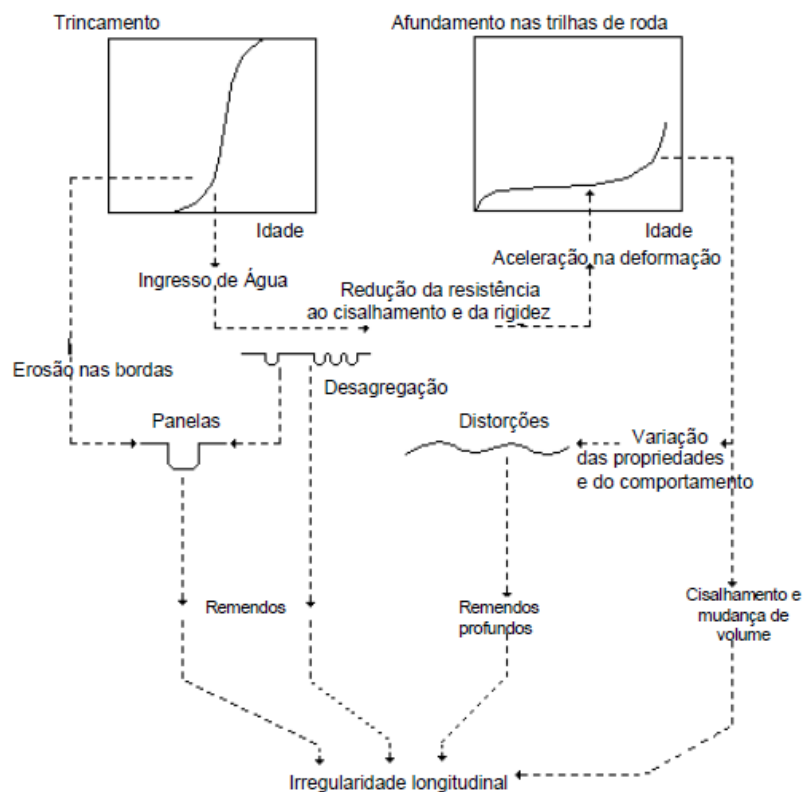 Trincamento
Afundamento nas trilhas de roda
Idade
Idade
Ingresso de Água
Aceleração na deformação
Redução da resistência
ao cisalhamento e da rigidez
Erosão nas bordas
Desagregação
Panelas
Distorções
Variação
das propriedades
e do comportamento
Remendos
Remendos
profundos
Cisalhamento e
mudança de
volume
Irregularidade longitudinal